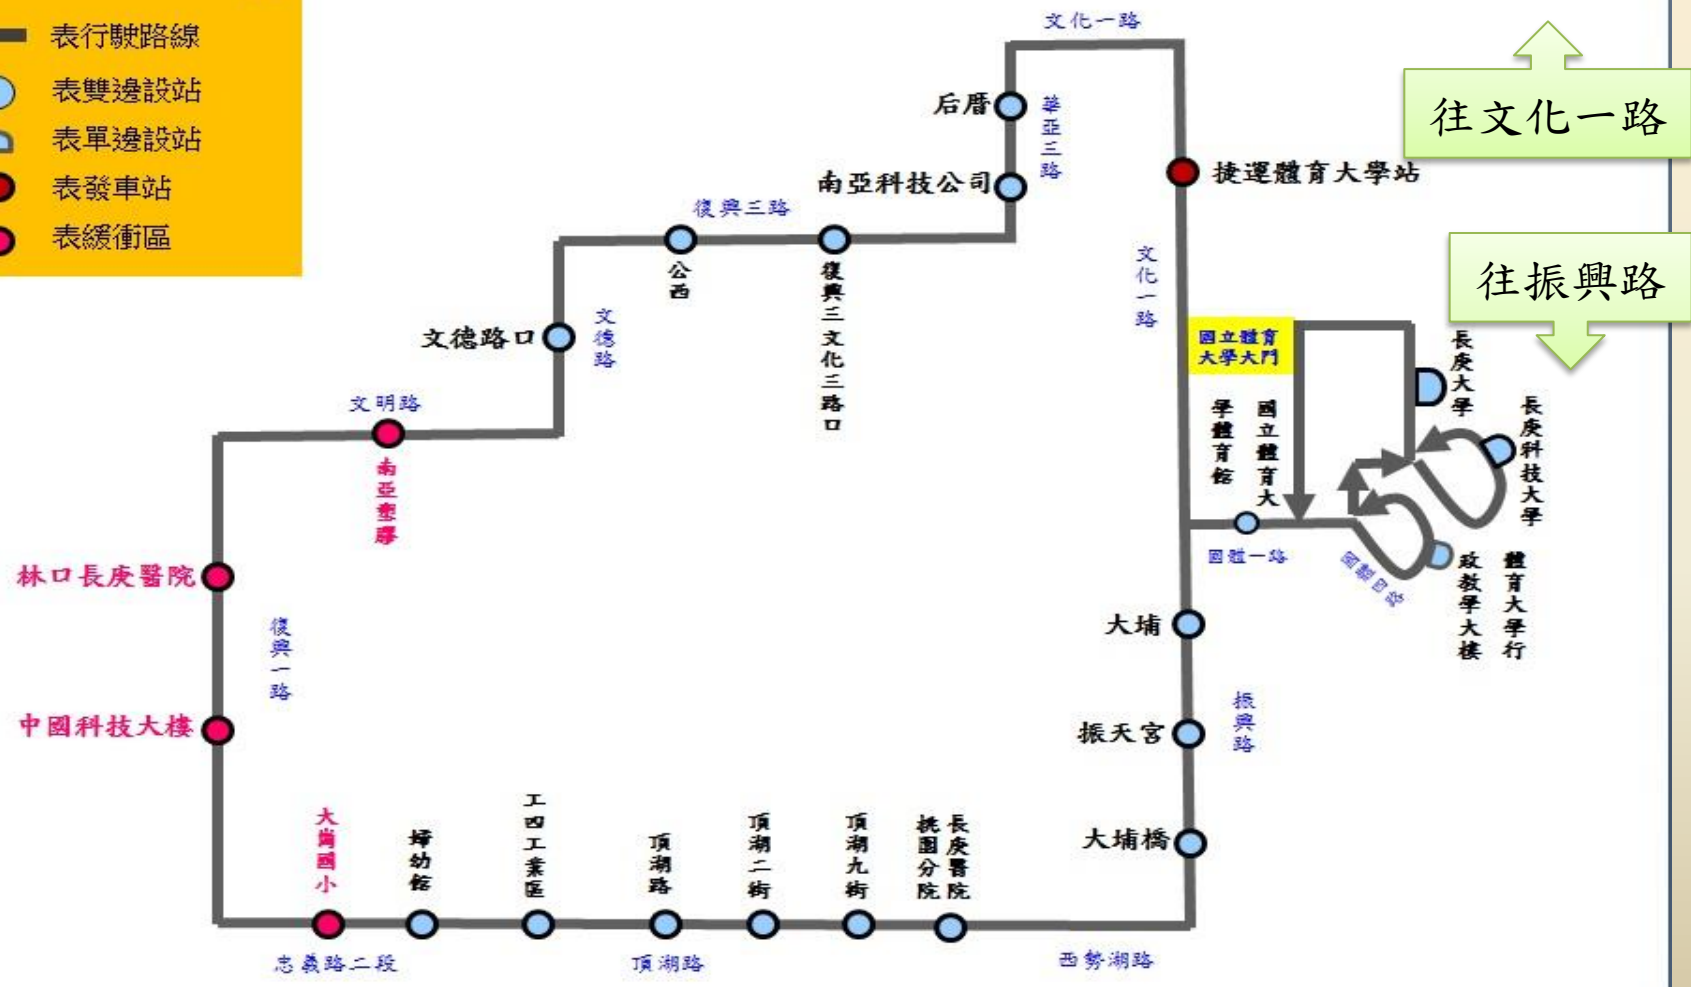 表行駛路線
表雙邊設站
表單邊設站
表發車站
表緩衝區
文化一路
往文化一路
后厝
華亞三路
南亞科技公司
捷運體育大學站
復興三路
公西
復興三文化三路口
文化一路
往振興路
文德路口
文德路
國立體育
大學大門
長庚大學
長庚科技大學
文明路
南亞塑膠
國立體育大
學體育館
國體一路
國體四路
體育大學行
政教學大樓
林口長庚醫院
復興一路
大埔
中國科技大樓
振天宮
振興路
大崗國小
婦幼館
工四工業區
頂湖路
頂湖二街
頂湖九街
長庚醫院
桃園分院
大埔橋
忠義路二段
頂湖路
西勢湖路